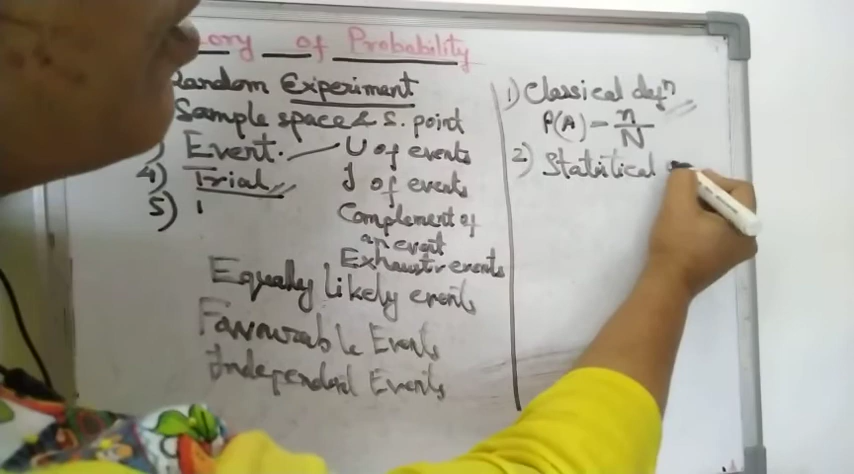 ory of Probability
Random Experiment
Sample space & S. point
Event. U of events
4) Trial I of events
5) 1
Complement of
an event
Exhaustive events
Equally likely events
Favourable Events
Independent Events
1) Classical defn
P(A) = n/N
2) Statistical